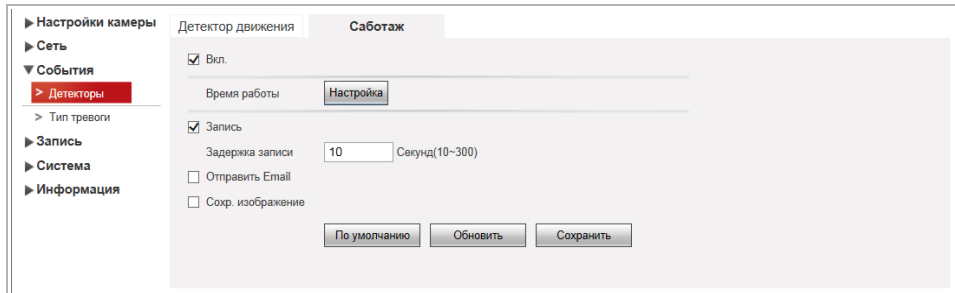 Настройки камеры
Сеть
События
> Детекторы
> Тип тревоги
Запись
Система
Информация
Детектор движения Саботаж
Вкл.
Время работы Настройка
Запись
Задержка записи 10 Секунд(10~300)
Отправить Email
Сохр. изображение
По умолчанию Обновить Сохранить